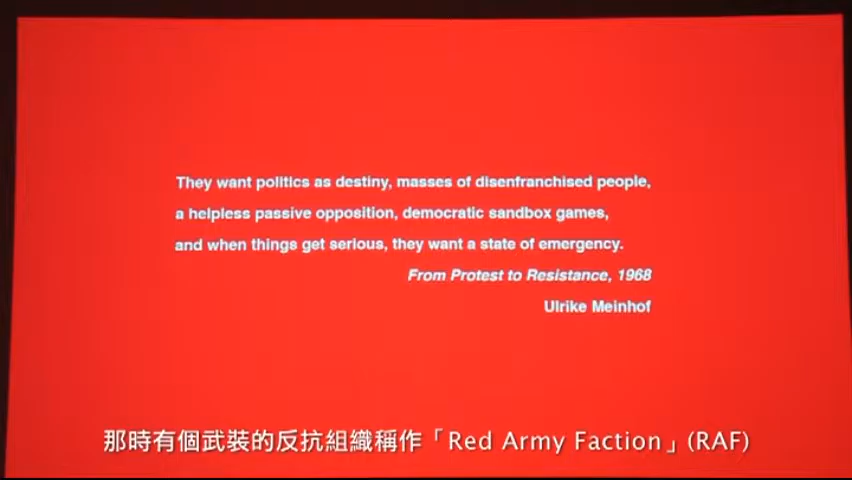 They want politics as destiny, masses of disenfranchised people,
a helpless passive opposition, democratic sandbox games,
and when things get serious, they want a state of emergency.
From Protest to Resistance, 1968
Ulrike Meinhof
那時有個武裝的反抗組織稱作「Red Army Faction」(RAF)